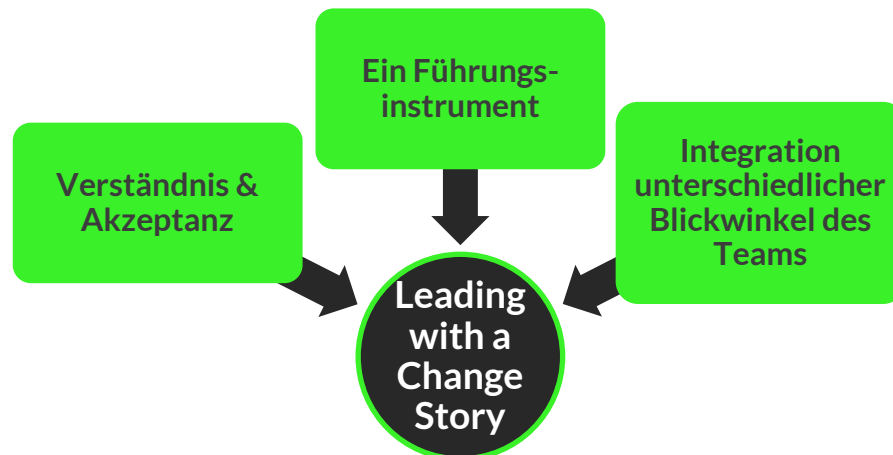 Ein Führungs-
instrument
Verständnis &
Akzeptanz
Integration
unterschiedlicher
Blickwinkel des
Teams
Leading
with a
Change
Story